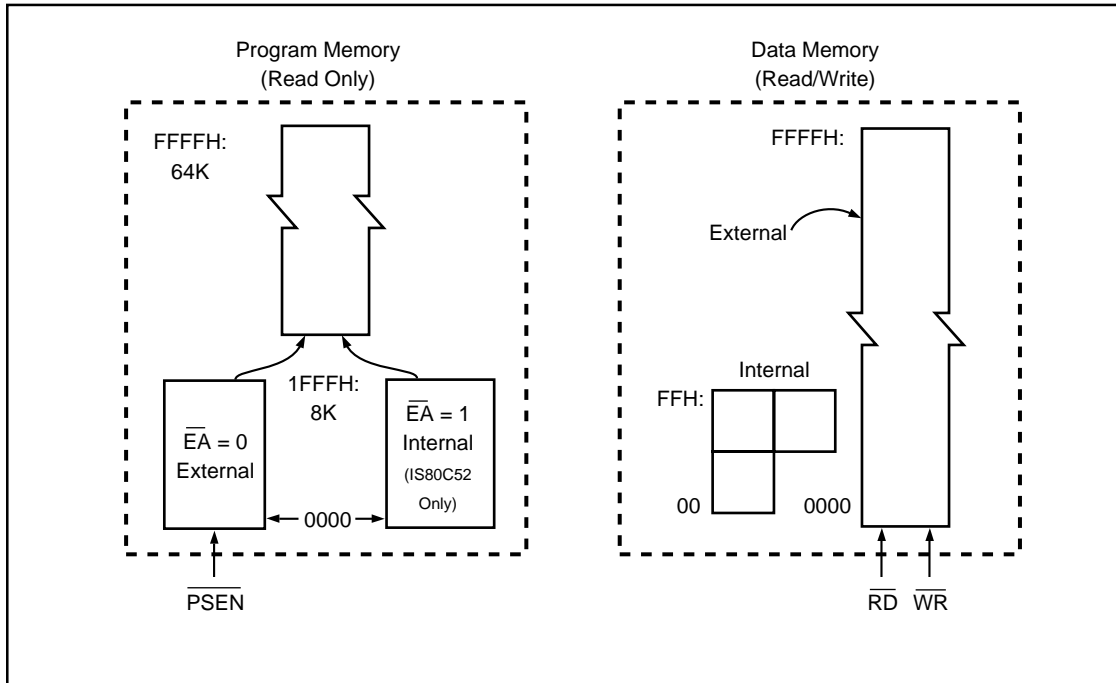 Program Memory
(Read Only)
FFFFH:
64K
1FFFH:
8K
EA = 0
External
EA = 1
Internal
(IS80C52
Only)
0000
PSEN
Data Memory
(Read/Write)
FFFFH:
External
Internal
FFH:
00
0000
RD
WR